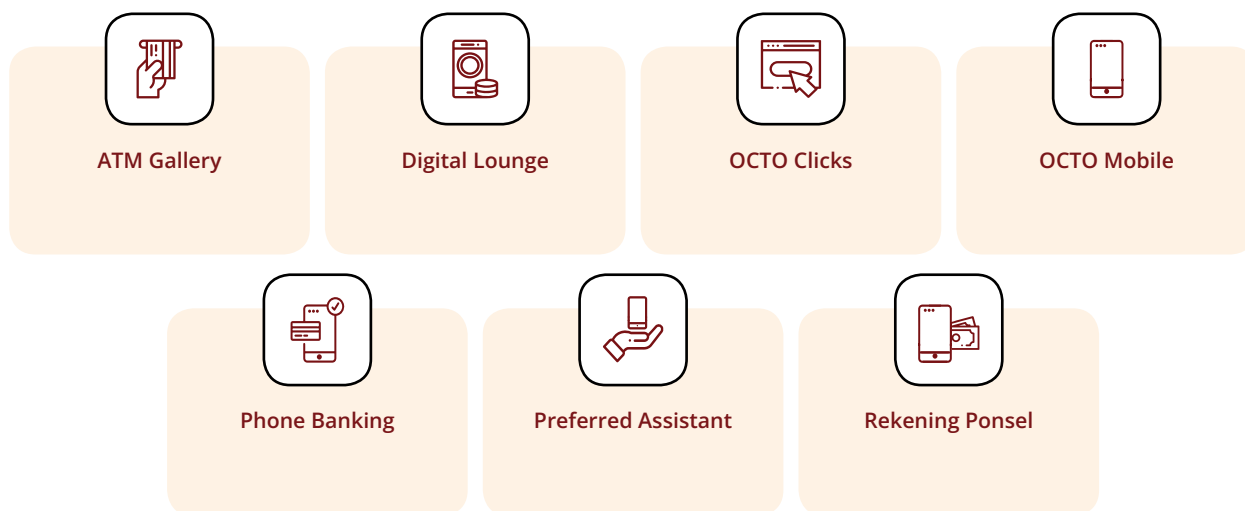 ATM Gallery
Digital Lounge
OCTO Clicks
OCTO Mobile
Phone Banking
Preferred Assistant
Rekening Ponsel